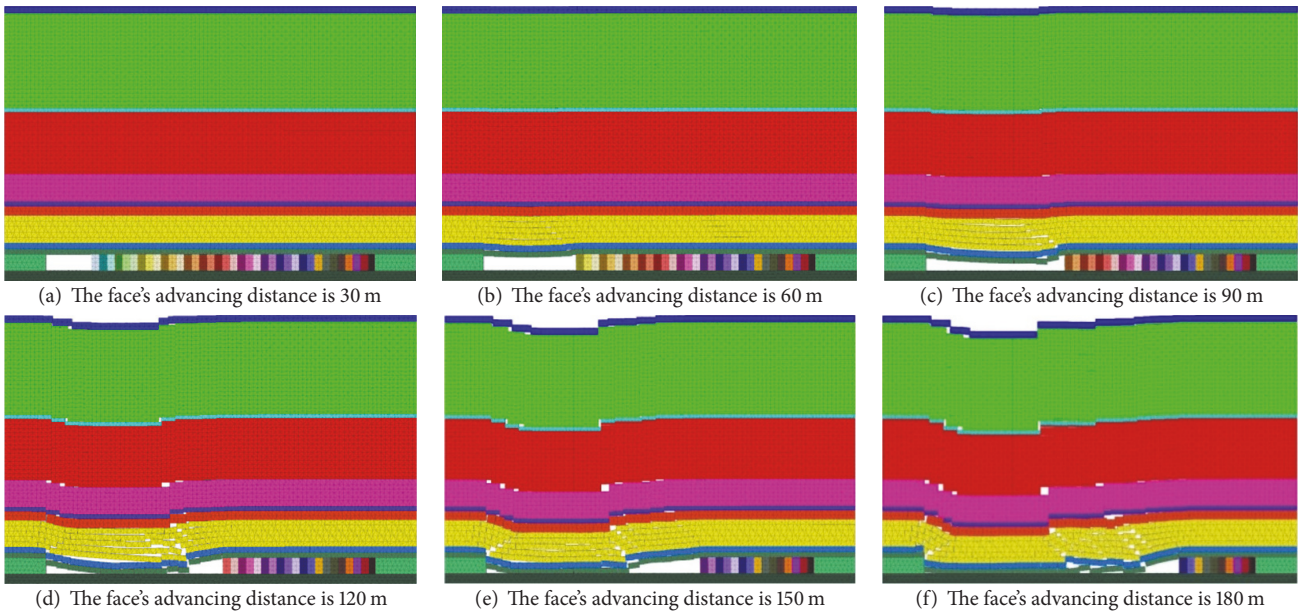 (a) The face's advancing distance is 30 m
(b) The face's advancing distance is 60 m
(c) The face's advancing distance is 90 m
(d) The face's advancing distance is 120 m
(e) The face's advancing distance is 150 m
(f) The face's advancing distance is 180 m